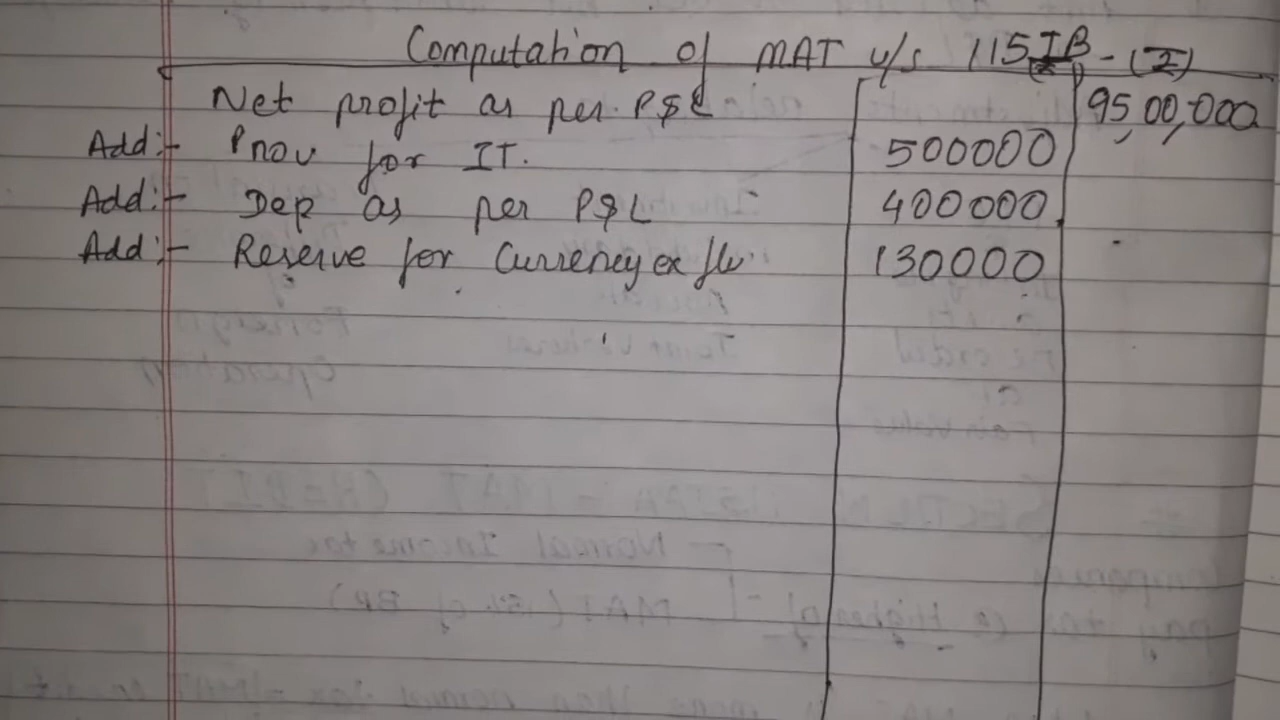 Computation of MAT u/s 115JB-(2)
Net profit as per P&L 95,00,000
Add:- Prov for IT. 500000
Add:- Dep as per P&L 400000
Add:- Reserve for Currency ex flu. 130000